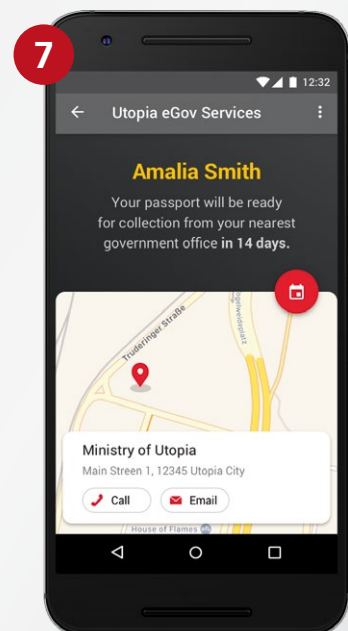 7
12:32
Utopia eGov Services
Amalia Smith
Your passport will be ready
for collection from your nearest
government office in 14 days.
Truderinger Straße
Vogelweideplatz
Ministry of Utopia
Main Streen 1, 12345 Utopia City
Call
Email
House of Flames